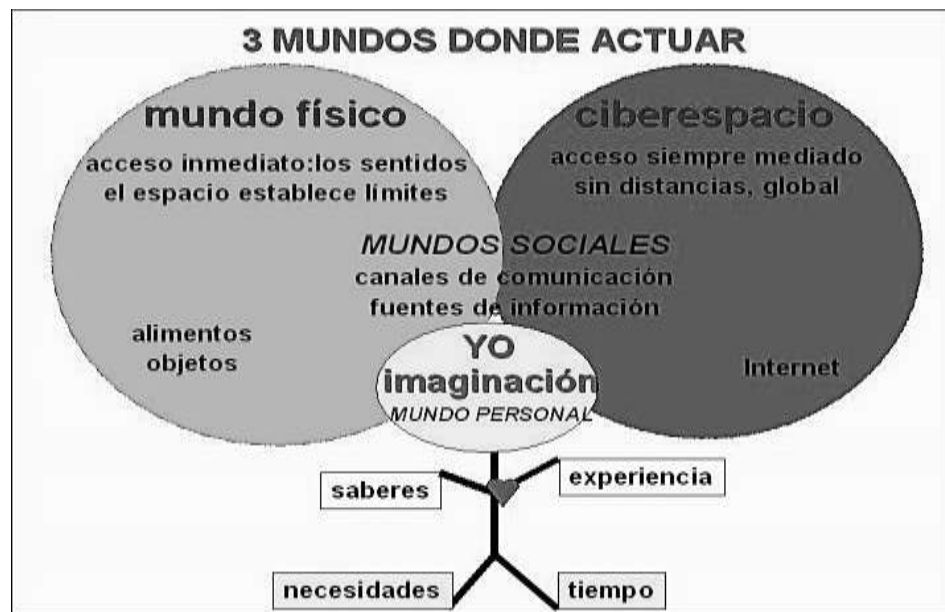 3 MUNDOS DONDE ACTUAR
mundo físico
acceso inmediato:los sentidos
el espacio establece límites
ciberespacio
acceso siempre mediado
sin distancias, global
MUNDOS SOCIALES
canales de comunicación
fuentes de información
alimentos
objetos
Internet
YO
imaginación
MUNDO PERSONAL
saberes
experiencia
necesidades
tiempo